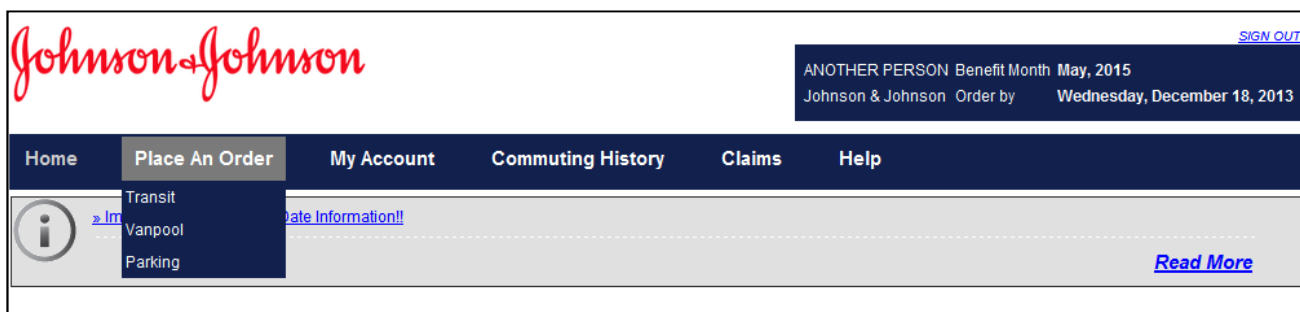 Johnson&Johnson
SIGN OUT
ANOTHER PERSON Benefit Month May, 2015
Johnson & Johnson Order by Wednesday, December 18, 2013
Home Place An Order My Account Commuting History Claims Help
Transit
» Im Date Information!!
Vanpool
Parking
Read More